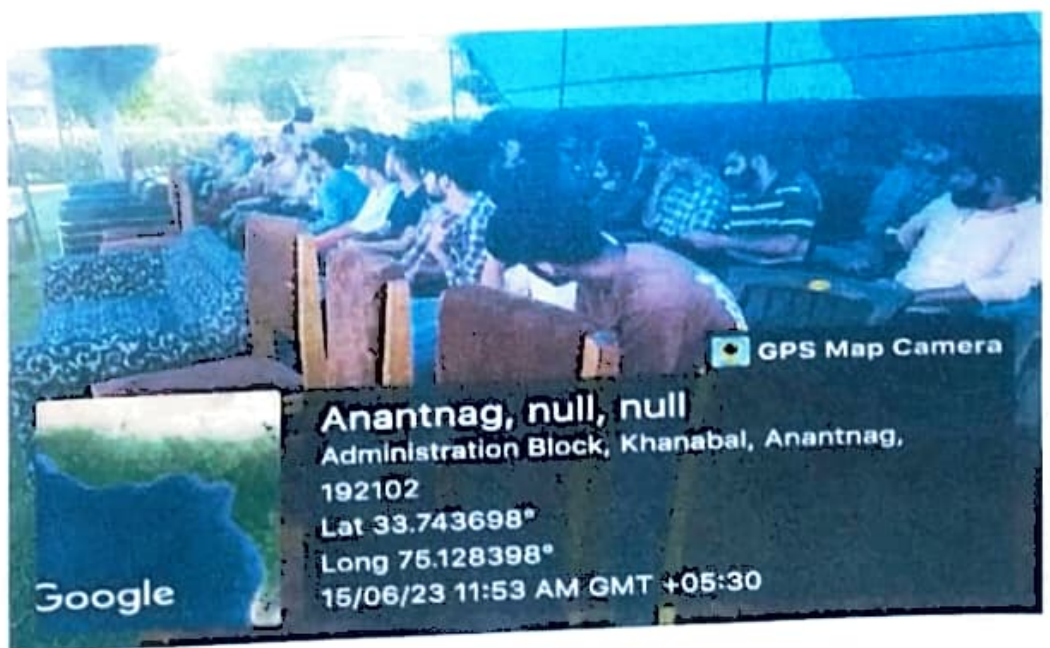 GPS Map Camera
Anantnag, null, null
Administration Block, Khanabal, Anantnag,
192102
Lat 33.743698°
Long 75.128398°
15/06/23 11:53 AM GMT +05:30
Google